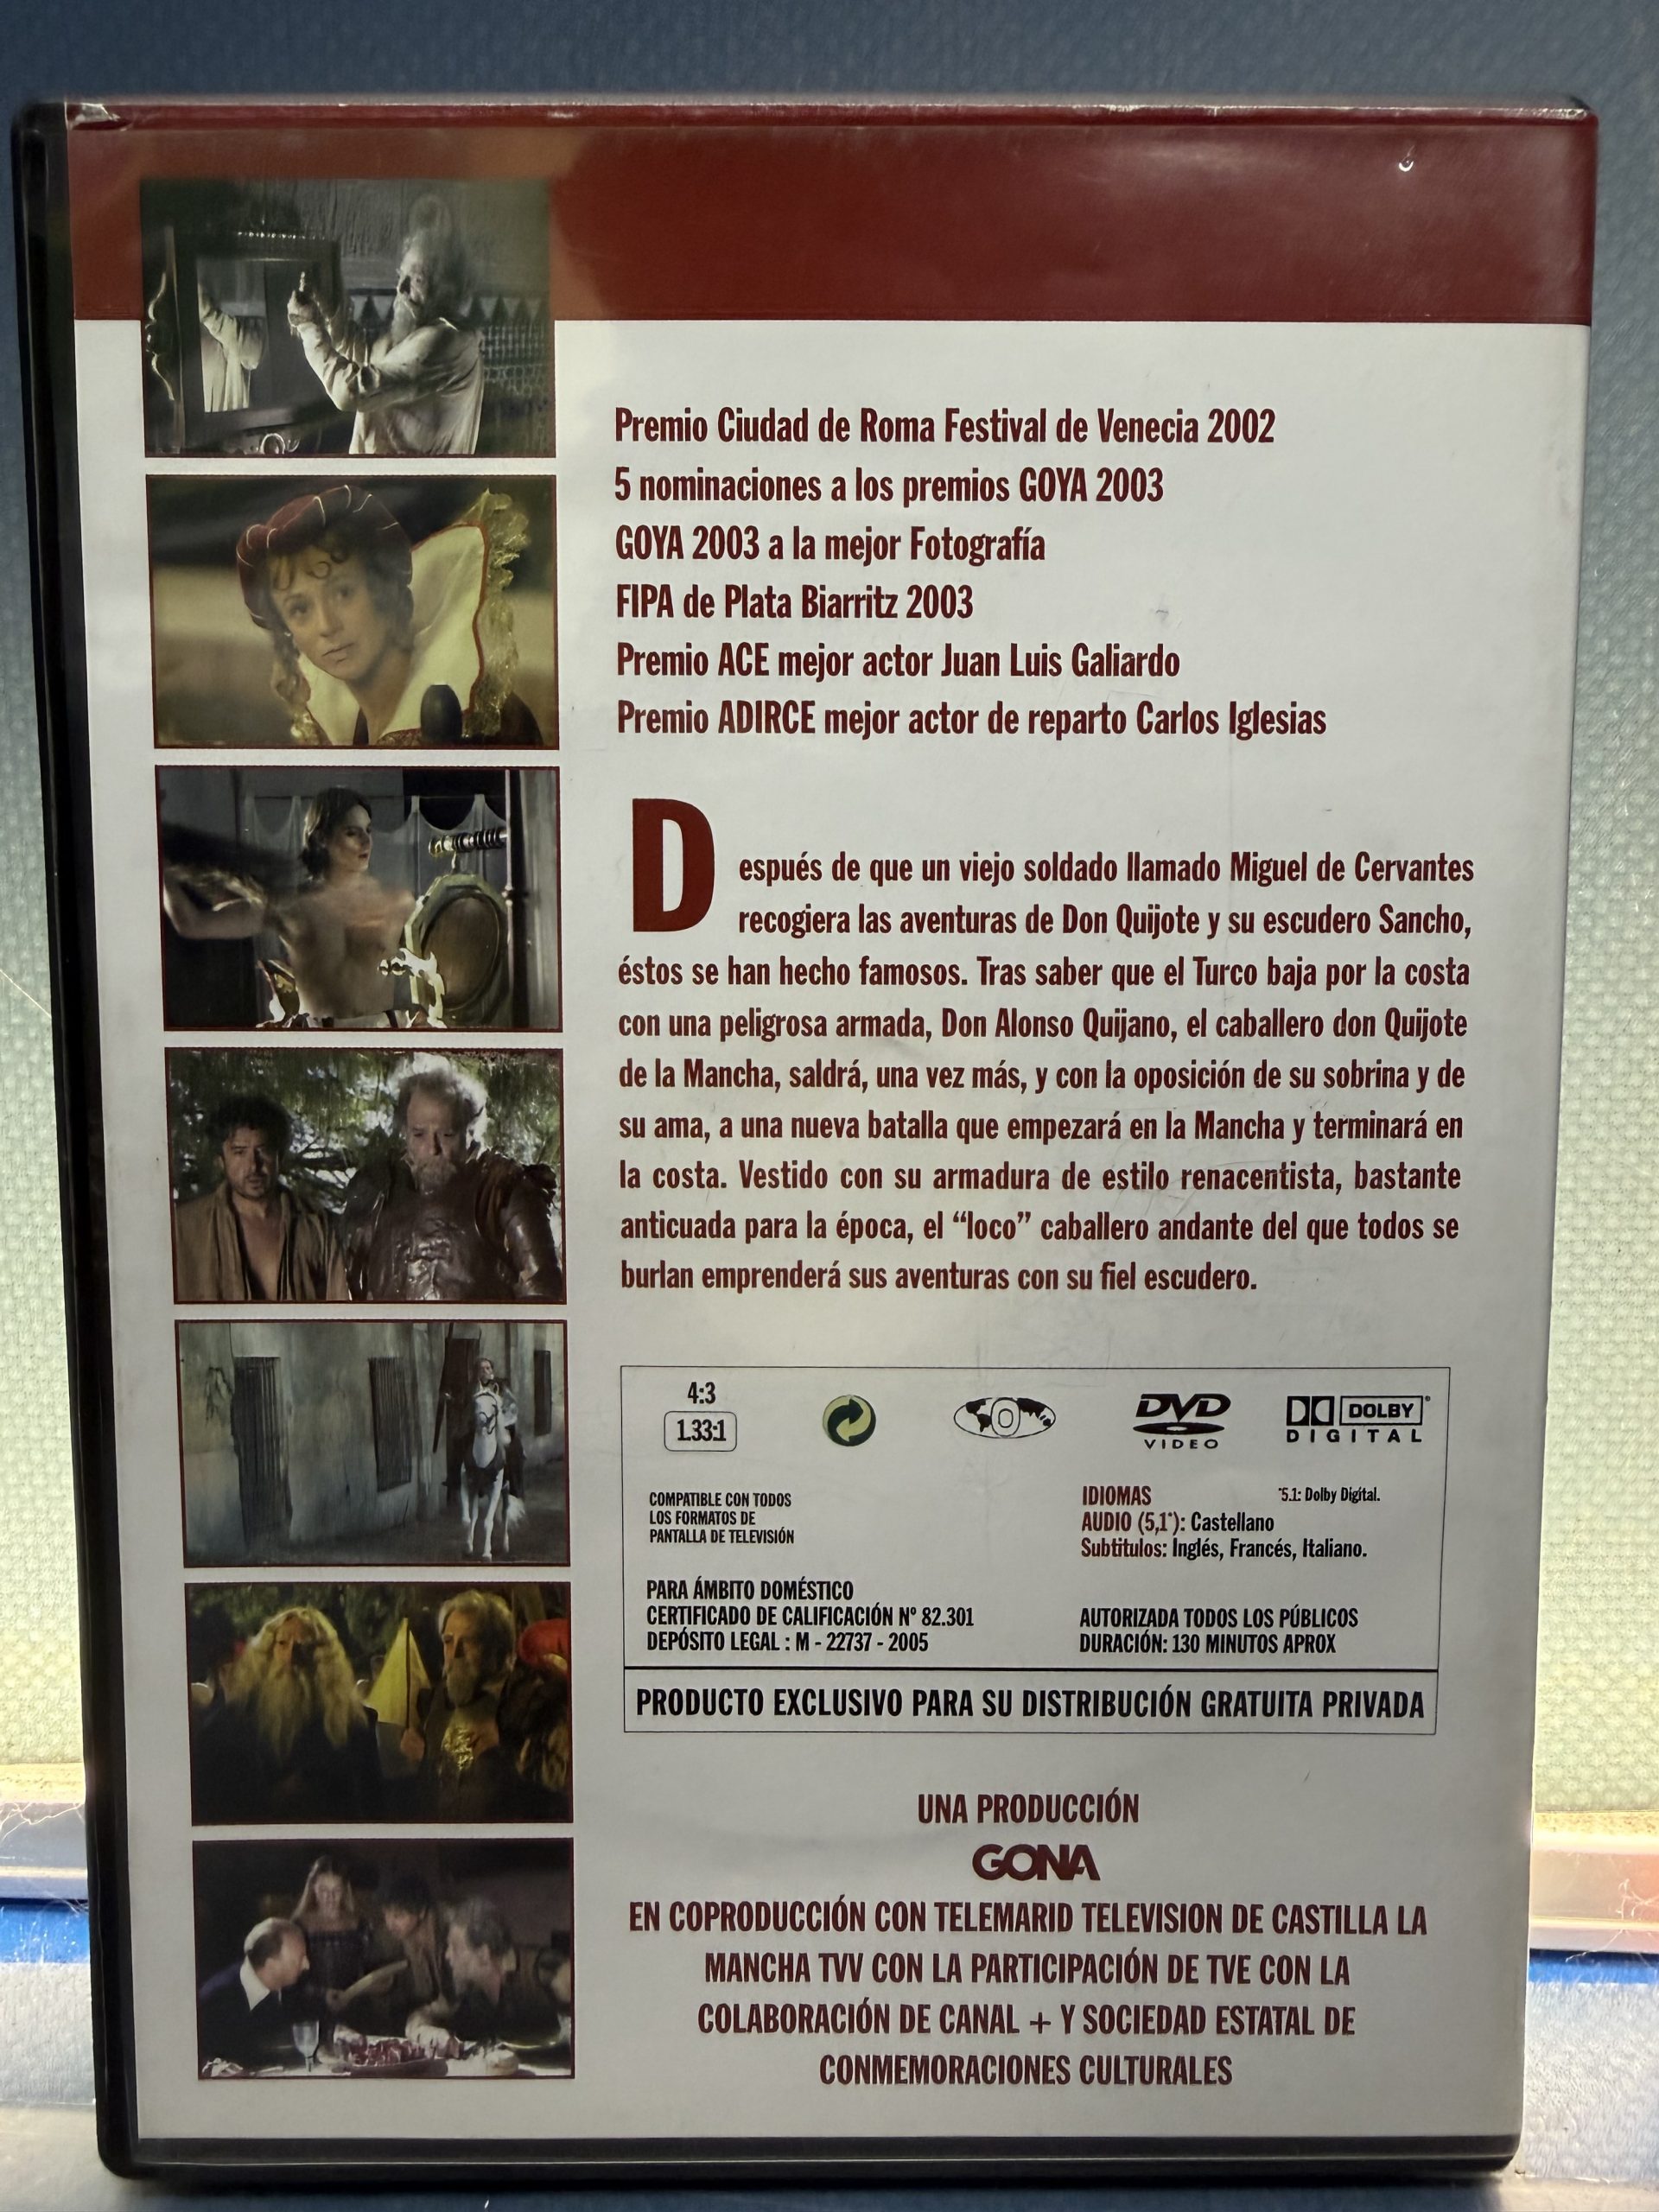 Premio Ciudad de Roma Festival de Venecia 2002
5 nominaciones a los premios GOYA 2003
GOYA 2003 a la mejor Fotografía
FIPA de Plata Biarritz 2003
Premio ACE mejor actor Juan Luis Galiardo
Premio ADIRCE mejor actor de reparto Carlos Iglesias
Después de que un viejo soldado llamado Miguel de Cervantes
recogiera las aventuras de Don Quijote y su escudero Sancho,
éstos se han hecho famosos. Tras saber que el Turco baja por la costa
con una peligrosa armada, Don Alonso Quijano, el caballero don Quijote
de la Mancha, saldrá, una vez más, y con la oposición de su sobrina y de
su ama, a una nueva batalla que empezará en la Mancha y terminará en
la costa. Vestido con su armadura de estilo renacentista, bastante
anticuada para la época, el “loco” caballero andante del que todos se
burlan emprenderá sus aventuras con su fiel escudero.
4:3
1.33:1
0
DVD
VIDEO
DOLBY
DIGITAL
COMPATIBLE CON TODOS
LOS FORMATOS DE
PANTALLA DE TELEVISIÓN
IDIOMAS *5.1: Dolby Digital.
AUDIO (5,1*): Castellano
Subtitulos: Inglés, Francés, Italiano.
PARA ÁMBITO DOMÉSTICO
CERTIFICADO DE CALIFICACIÓN Nº 82.301
DEPÓSITO LEGAL : M - 22737 - 2005
AUTORIZADA TODOS LOS PÚBLICOS
DURACIÓN: 130 MINUTOS APROX
PRODUCTO EXCLUSIVO PARA SU DISTRIBUCIÓN GRATUITA PRIVADA
UNA PRODUCCIÓN
GONA
EN COPRODUCCIÓN CON TELEMARID TELEVISION DE CASTILLA LA
MANCHA TVV CON LA PARTICIPACIÓN DE TVE CON LA
COLABORACIÓN DE CANAL + Y SOCIEDAD ESTATAL DE
CONMEMORACIONES CULTURALES